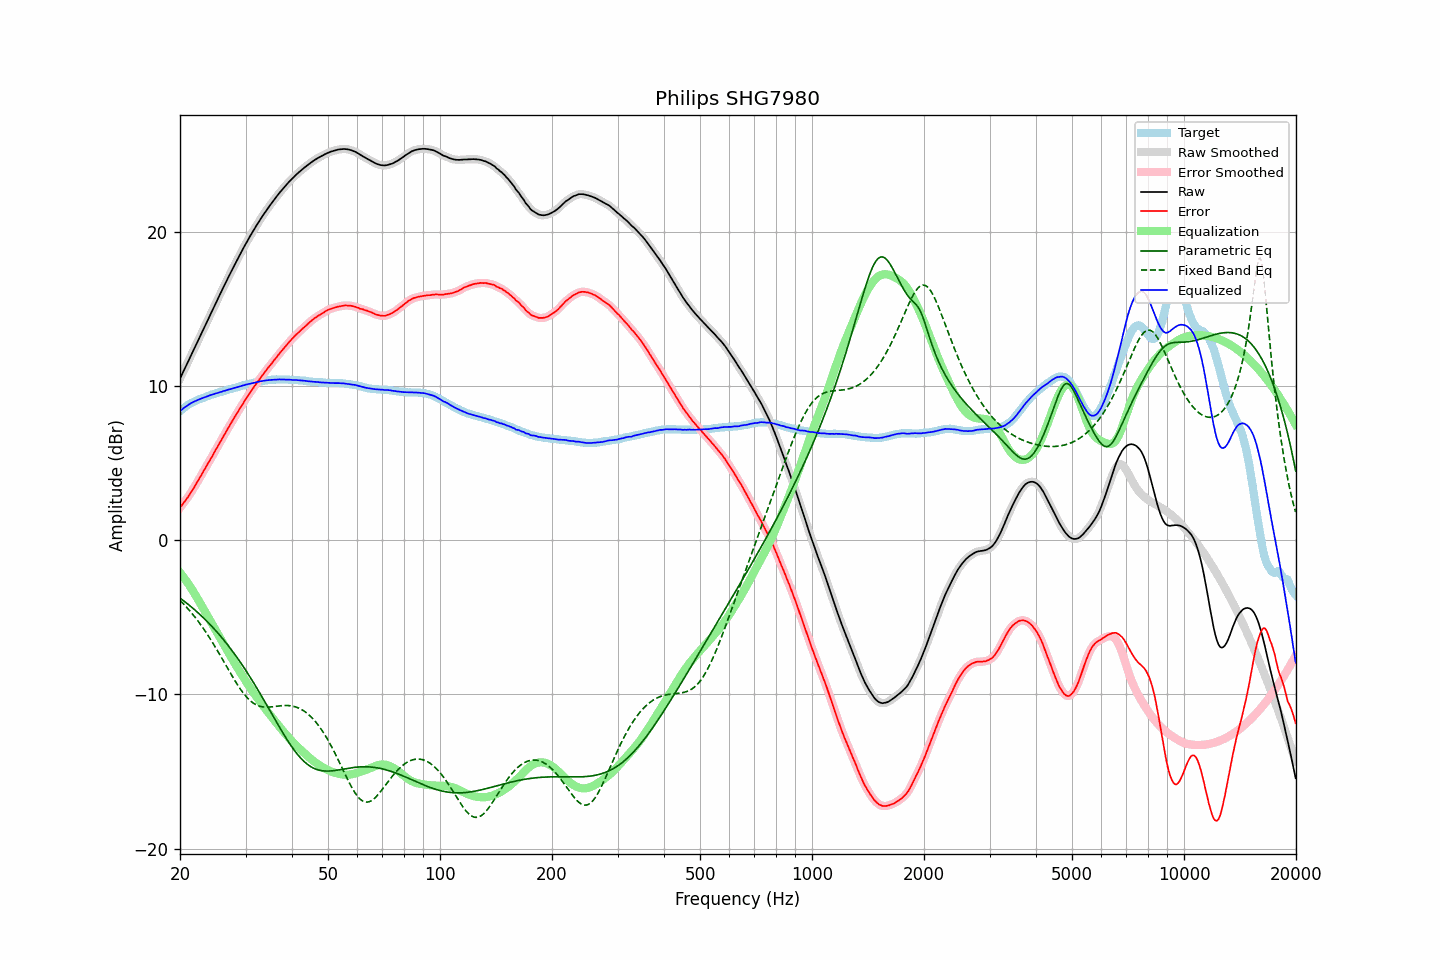 Philips SHG7980
Amplitude (dBr)
20
10
0
−10
−20
Target
Raw Smoothed
Error Smoothed
Raw
Error
Equalization
Parametric Eq
Fixed Band Eq
Equalized
20 50 100 200 500 1000 2000 5000 10000 20000
Frequency (Hz)